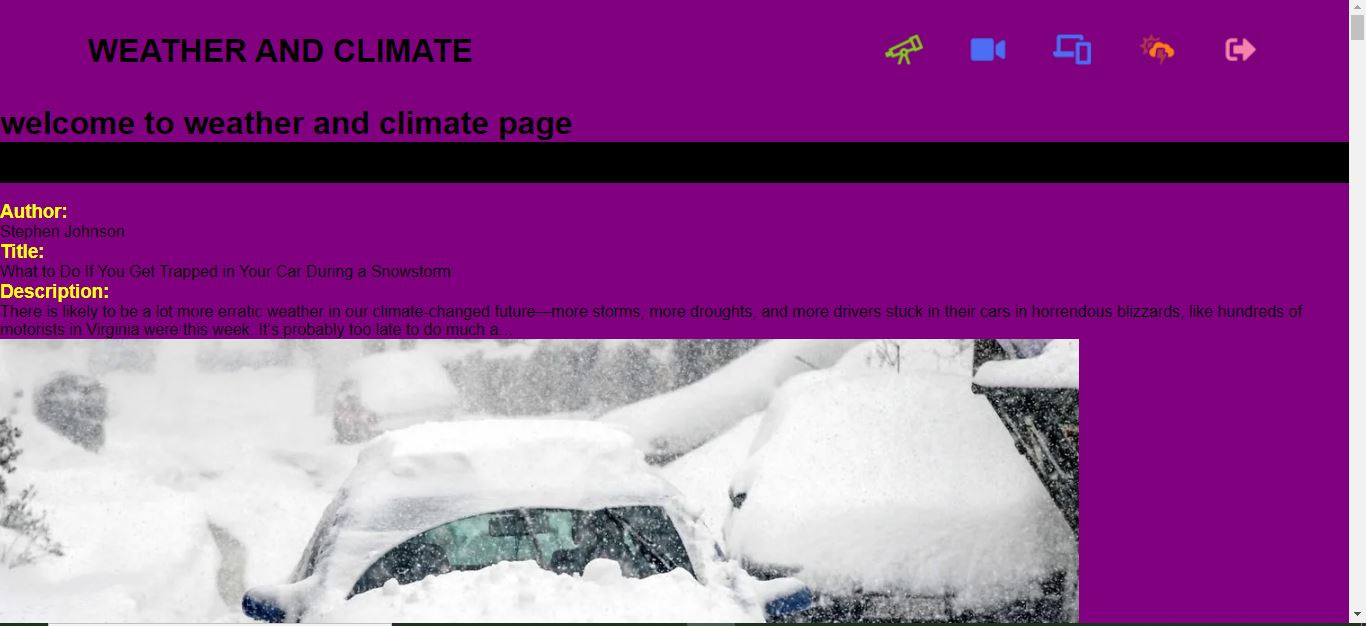 WEATHER AND CLIMATE
welcome to weather and climate page
Author:
Stephen Johnson
Title:
What to Do If You Get Trapped in Your Car During a Snowstorm
Description:
There is likely to be a lot more erratic weather in our climate-changed future—more storms, more droughts, and more drivers stuck in their cars in horrendous blizzards, like hundreds of
motorists in Virginia were this week. It's probably too late to do much a…